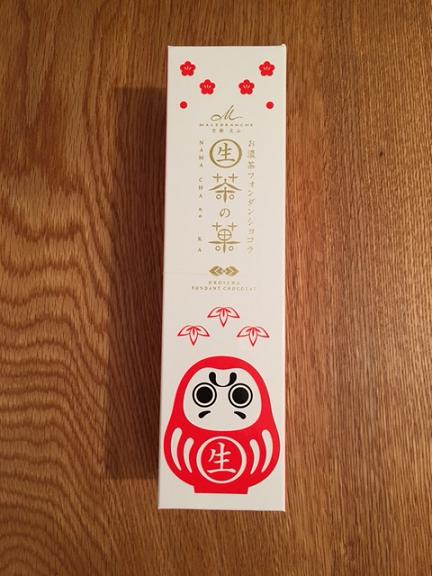 M
MALEBRANCHE
京都 北山
お濃茶フォンダンショコラ
生茶の菓
NAMA CHA no KA
OKOICHA
FONDANT CHOCOLAT
生